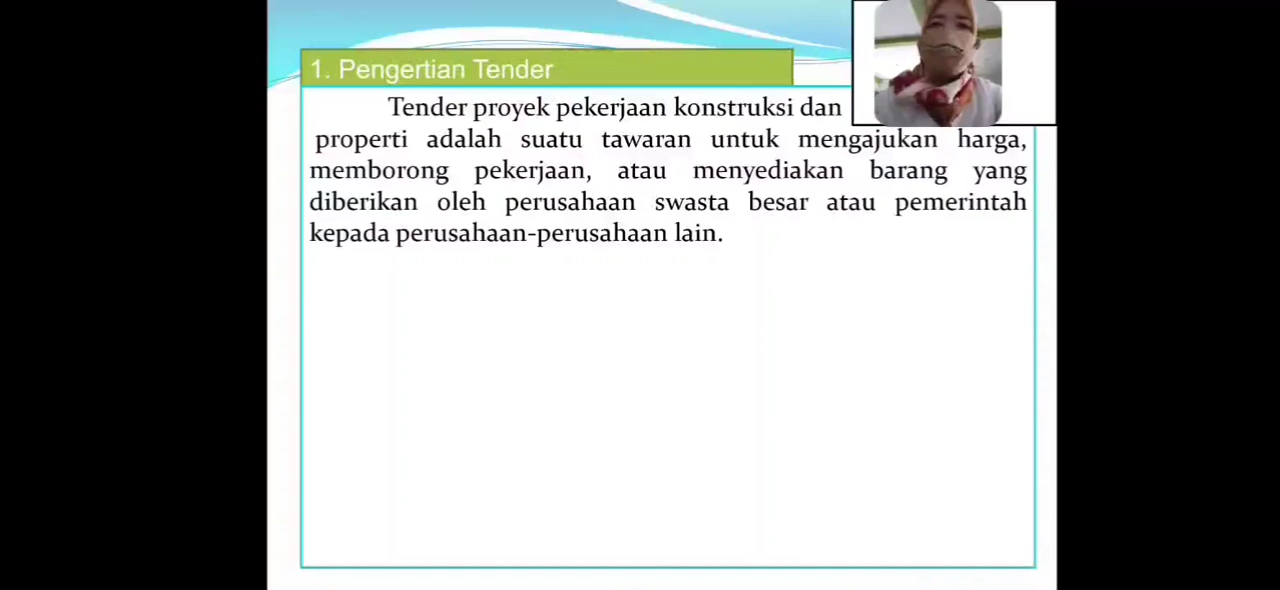 1. Pengertian Tender
Tender proyek pekerjaan konstruksi dan
properti adalah suatu tawaran untuk mengajukan harga,
memborong pekerjaan, atau menyediakan barang yang
diberikan oleh perusahaan swasta besar atau pemerintah
kepada perusahaan-perusahaan lain.